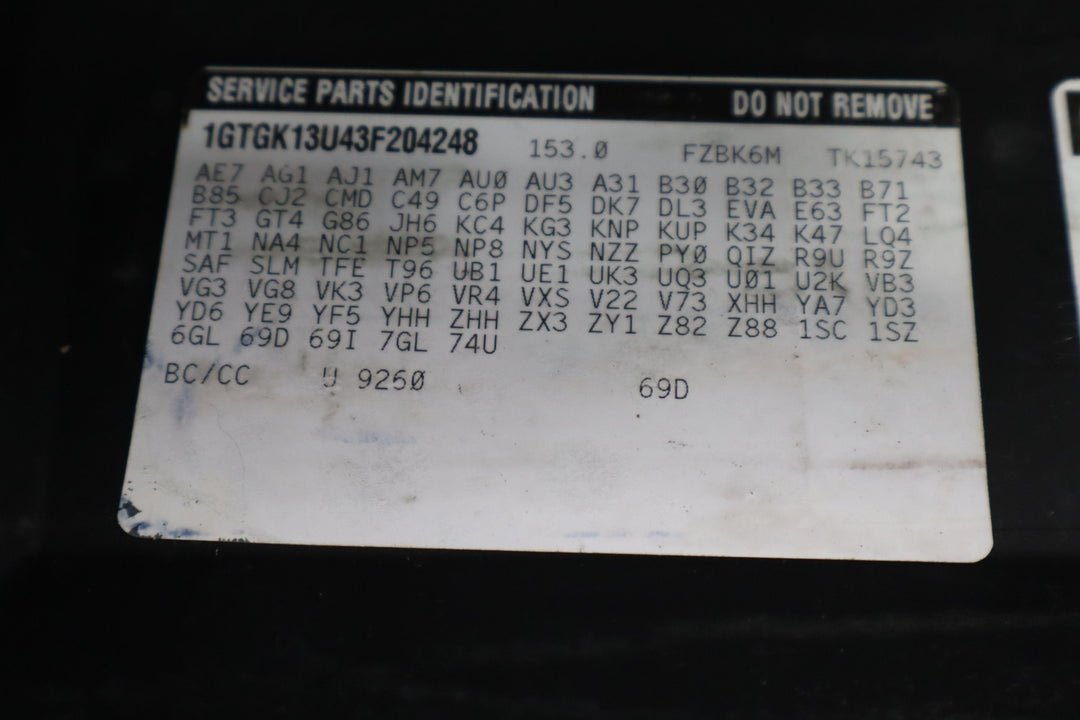 SERVICE PARTS IDENTIFICATION DO NOT REMOVE
1GTGK13U43F204248 153.0 FZBK6M TK15743
AE7 AG1 AJ1 AM7 AU0 AU3 A31 B30 B32 B33 B71
B85 CJ2 CMD C49 C6P DF5 DK7 DL3 EVA E63 FT2
FT3 GT4 G86 JH6 KC4 KG3 KNP KUP K34 K47 LQ4
MT1 NA4 NC1 NP5 NP8 NYS NZZ PY0 QIZ R9U R9Z
SAF SLM TFE T96 UB1 UE1 UK3 UQ3 U01 U2K VB3
VG3 VG8 VK3 VP6 VR4 VXS V22 V73 XHH YA7 YD3
YD6 YE9 YF5 YHH ZHH ZX3 ZY1 Z82 Z88 1SC 1SZ
6GL 69D 69I 7GL 74U
BC/CC U 9260 69D